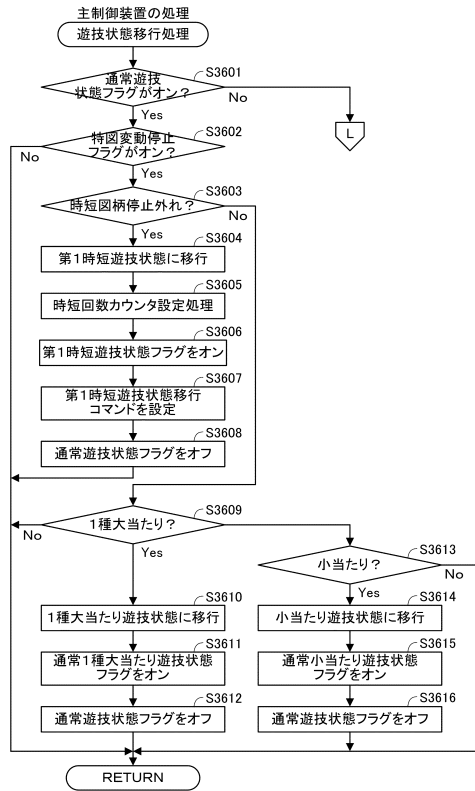 主制御装置の処理
遊技状態移行処理
S3601
通常遊技
状態フラグがオン?
No
Yes
L
S3602
特図変動停止
フラグがオン?
No
Yes
S3603
時短図柄停止外れ?
No
Yes
S3604
第1時短遊技状態に移行
S3605
時短回数カウンタ設定処理
S3606
第1時短遊技状態フラグをオン
S3607
第1時短遊技状態移行
コマンドを設定
S3608
通常遊技状態フラグをオフ
S3609
1種大当たり?
No
Yes
S3613
小当たり?
No
Yes
S3610
1種大当たり遊技状態に移行
S3614
小当たり遊技状態に移行
S3611
通常1種大当たり遊技状態
フラグをオン
S3615
通常小当たり遊技状態
フラグをオン
S3612
通常遊技状態フラグをオフ
S3616
通常遊技状態フラグをオフ
RETURN